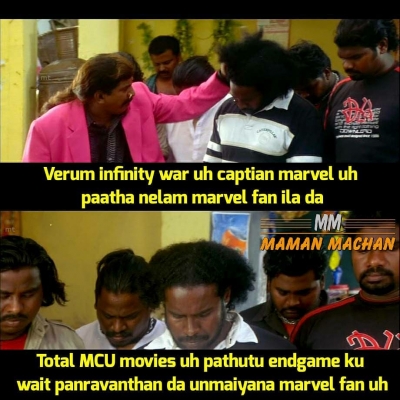 Verum infinity war uh captian marvel uh
paatha nelam marvel fan ila da
MM
MAMAN MACHAN
Total MCU movies uh pathutu endgame ku
wait panravanthan da unmaiyana marvel fan uh